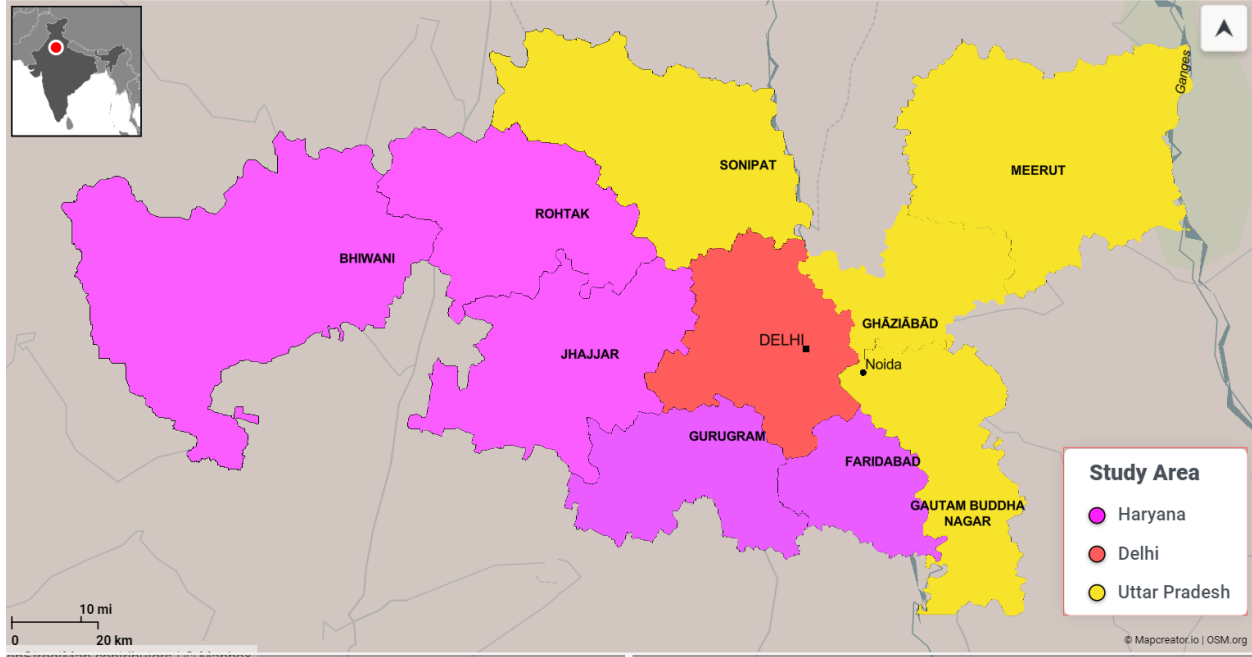 Ganges
SONIPAT
MEERUT
ROHTAK
BHIWANI
GHĀZIĀBĀD
DELHI
JHAJJAR
Noida
GURUGRAM
FARIDABAD
GAUTAM BUDDHA
NAGAR
Study Area
Haryana
Delhi
Uttar Pradesh
10 mi
0 20 km
© Mapcreator.io | OSM.org